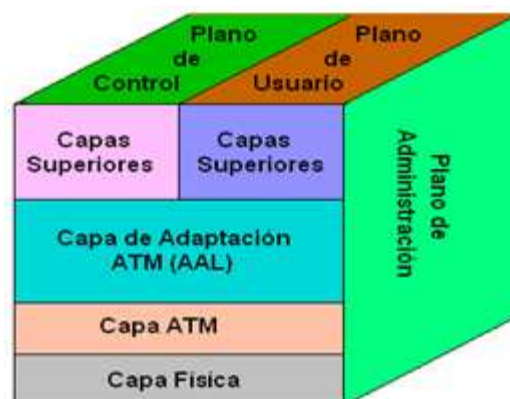 Plano
de
Control
Plano
de
Usuario
Capas
Superiores
Capas
Superiores
Plano de
Administración
Capa de Adaptación
ATM (AAL)
Capa ATM
Capa Física